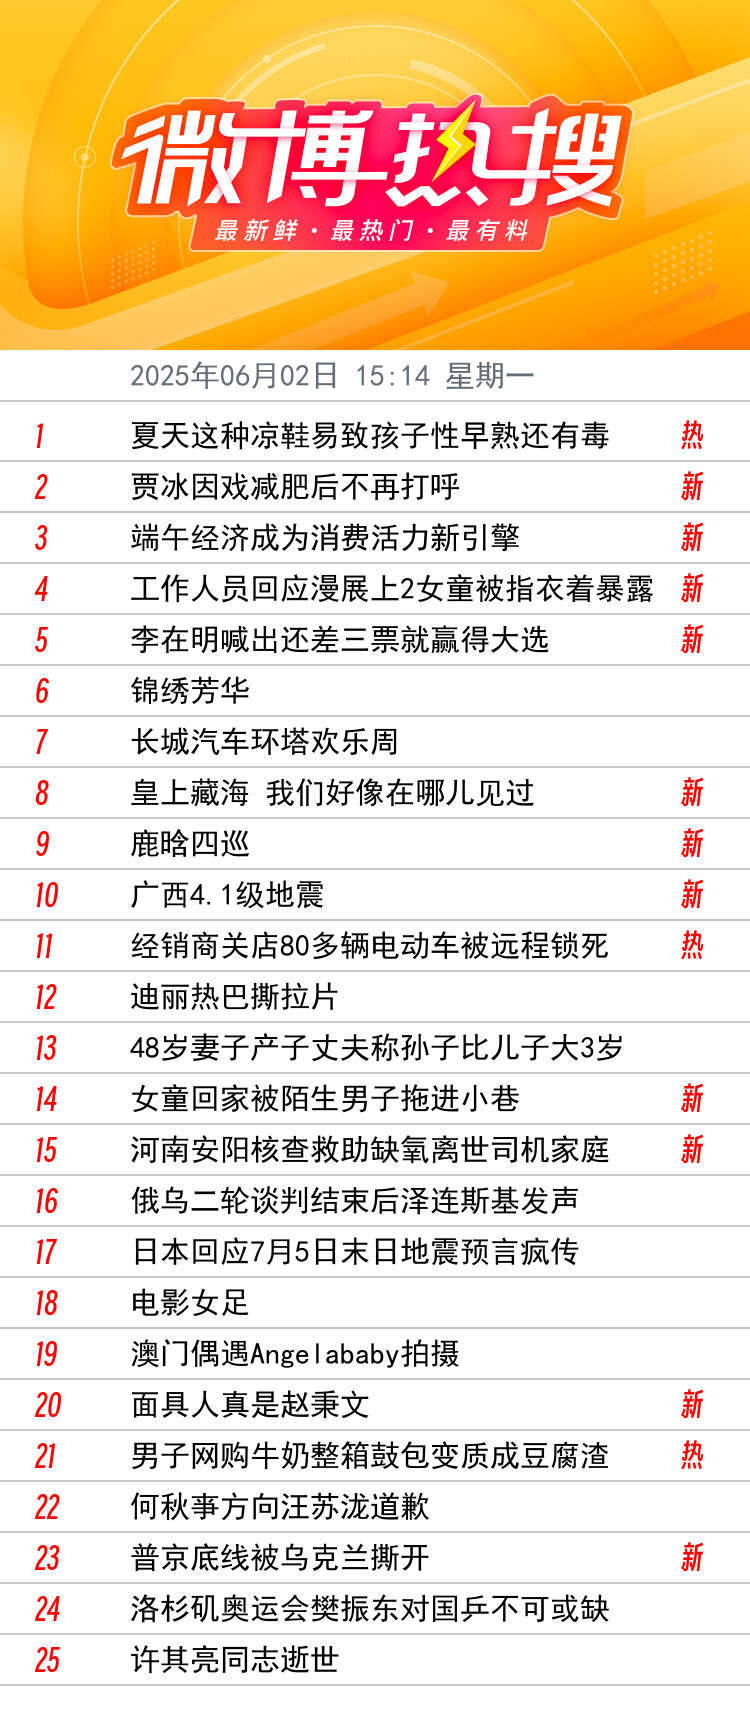 微博热搜
最新鲜·最热门·最有料
2025年06月02日 15:14 星期一
1 夏天这种凉鞋易致孩子性早熟还有毒 热
2 贾冰因戏减肥后不再打呼 新
3 端午经济成为消费活力新引擎 新
4 工作人员回应漫展上2女童被指衣着暴露 新
5 李在明喊出还差三票就赢得大选 新
6 锦绣芳华
7 长城汽车环塔欢乐周
8 皇上藏海 我们好像在哪儿见过 新
9 鹿晗四巡 新
10 广西4.1级地震 新
11 经销商关店80多辆电动车被远程锁死 热
12 迪丽热巴撕拉片
13 48岁妻子产子丈夫称孙子比儿子大3岁
14 女童回家被陌生男子拖进小巷 新
15 河南安阳核查救助缺氧离世司机家庭 新
16 俄乌二轮谈判结束后泽连斯基发声
17 日本回应7月5日末日地震预言疯传
18 电影女足
19 澳门偶遇Angelababy拍摄
20 面具人真是赵秉文 新
21 男子网购牛奶整箱鼓包变质成豆腐渣 热
22 何秋亊方向汪苏泷道歉
23 普京底线被乌克兰撕开 新
24 洛杉矶奥运会樊振东对国乒不可或缺
25 许其亮同志逝世